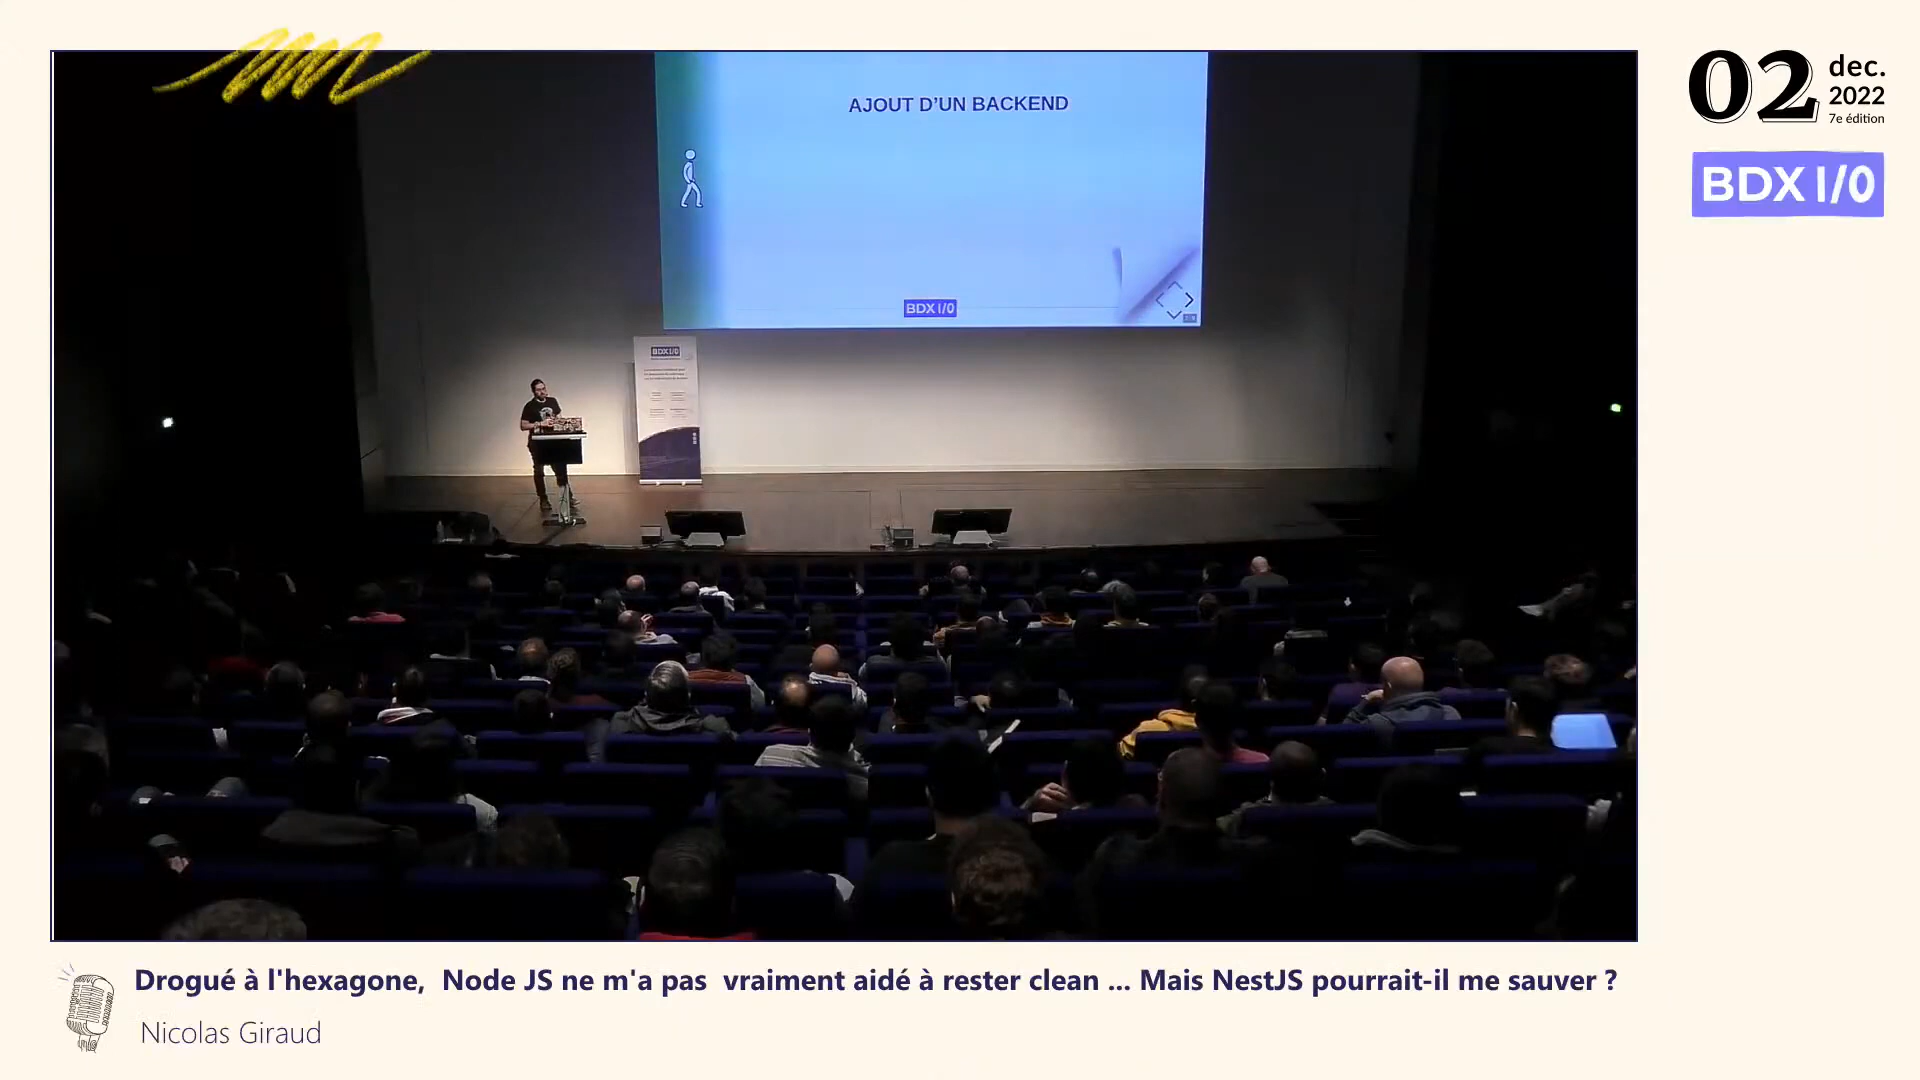 AJOUT D'UN BACKEND
BDX I/O
BDX I/O
02
dec.
2022
7e édition
BDX I/O
Drogué à l'hexagone, Node JS ne m'a pas vraiment aidé à rester clean ... Mais NestJS pourrait-il me sauver ?
Nicolas Giraud